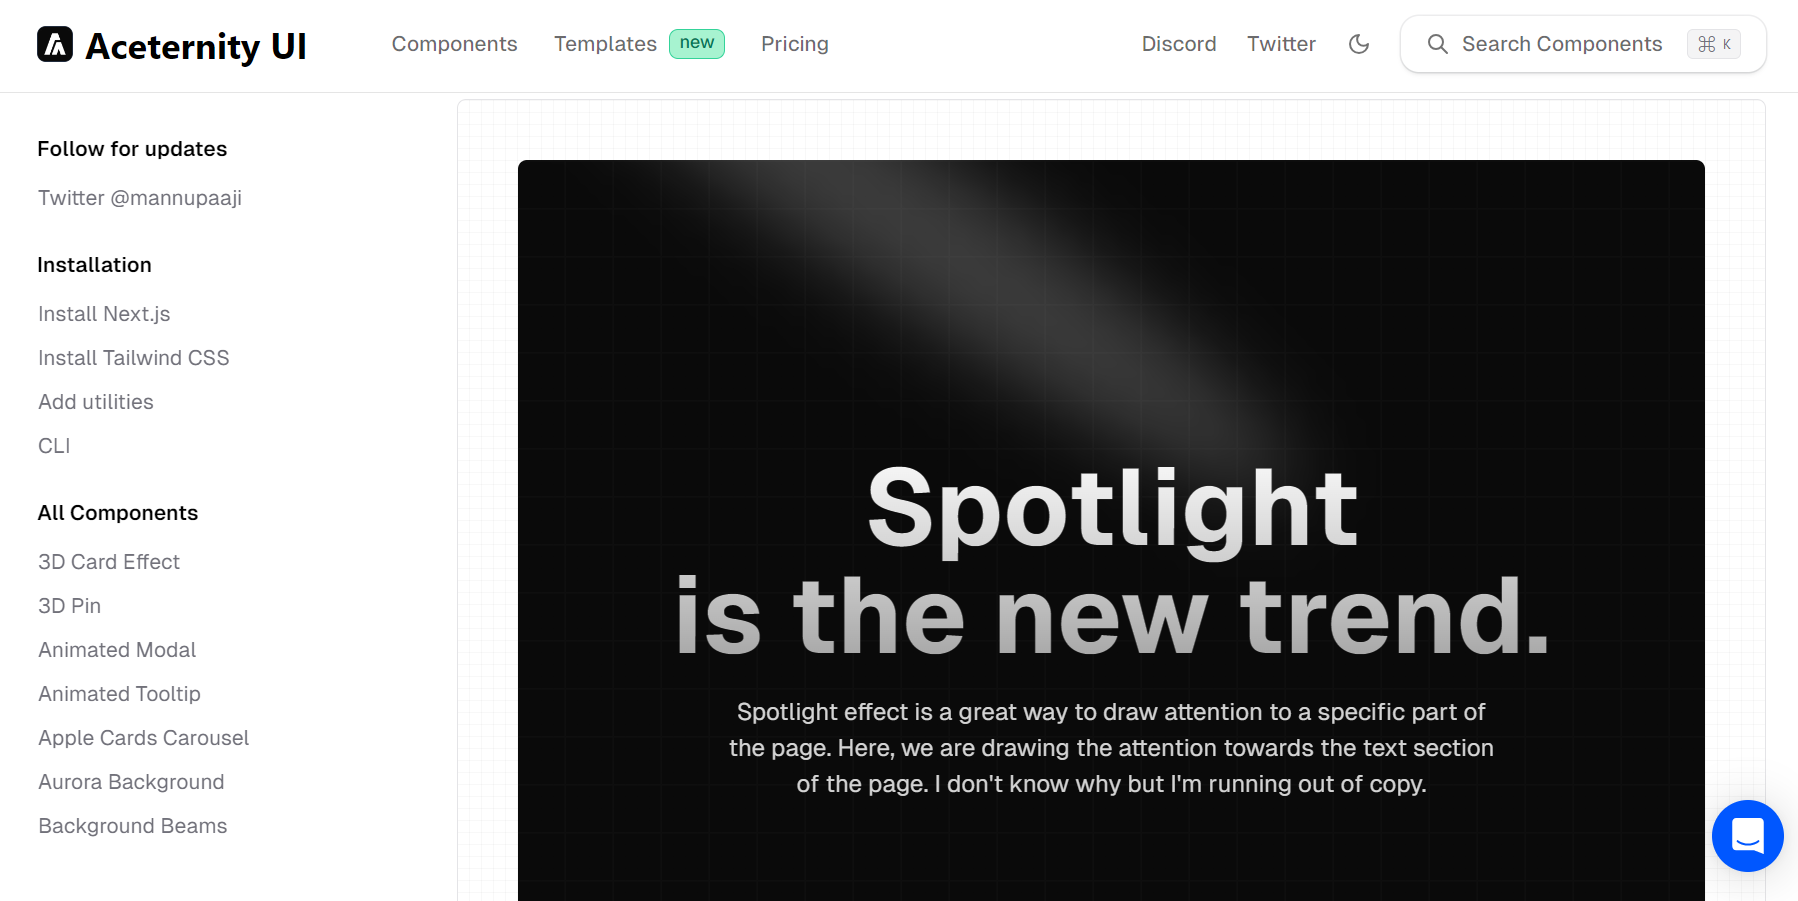 Aceternity UI
Components
Templates new
Pricing
Discord
Twitter
Search Components ⌘ K
Follow for updates
Twitter @mannupaaji
Installation
Install Next.js
Install Tailwind CSS
Add utilities
CLI
All Components
3D Card Effect
3D Pin
Animated Modal
Animated Tooltip
Apple Cards Carousel
Aurora Background
Background Beams
Spotlight
is the new trend.
Spotlight effect is a great way to draw attention to a specific part of
the page. Here, we are drawing the attention towards the text section
of the page. I don't know why but I'm running out of copy.